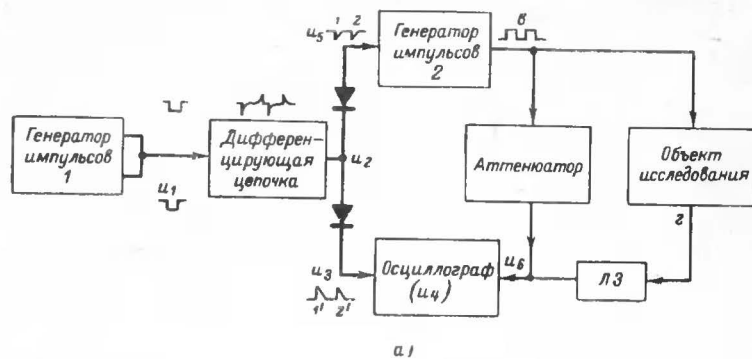 u₅
1 2
Генератор
импульсов
2
в
Генератор
импульсов
1
u₁
Дифферен-
цирующая
цепочка
u₂
Аттенюатор
Объект
исследования
г
u₃
1' 2'
Осциллограф
(u₄)
u₆
ЛЗ
а)